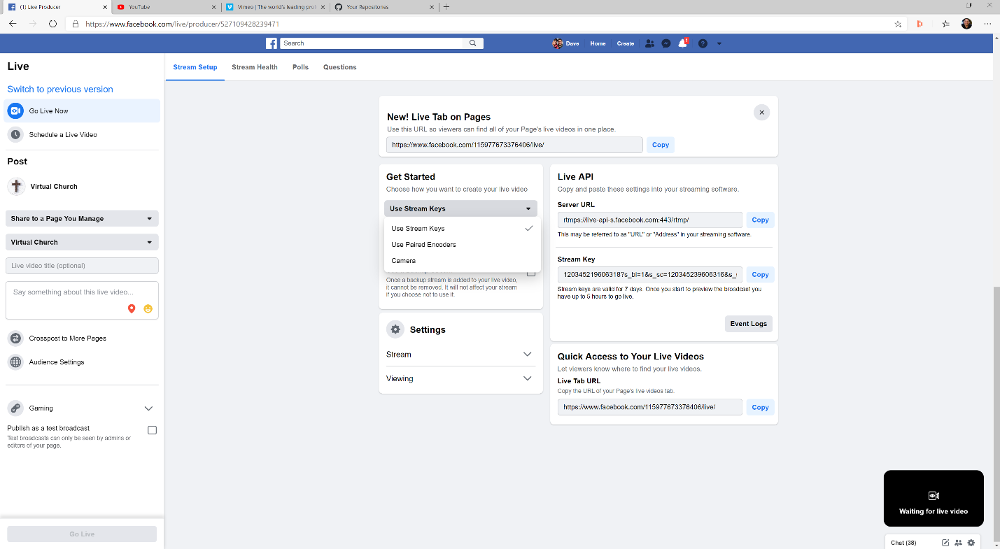 (1) Live Producer
YouTube
Vimeo | The world's leading prof
Your Repositories
https://www.facebook.com/live/producer/527109428239471
Search
Dave
Home
Create
1
Live
Switch to previous version
Go Live Now
Schedule a Live Video
Post
Virtual Church
Share to a Page You Manage
Virtual Church
Live video title (optional)
Say something about this live video...
Crosspost to More Pages
Audience Settings
Gaming
Publish as a test broadcast
Test broadcasts can only be seen by admins or
editors of your page.
Go Live
Stream Setup
Stream Health
Polls
Questions
New! Live Tab on Pages
Use this URL so viewers can find all of your Page's live videos in one place.
https://www.facebook.com/115977673376406/live/
Copy
Get Started
Choose how you want to create your live video
Use Stream Keys
Use Stream Keys
Use Paired Encoders
Camera
Once a backup stream is added to your live video,
it cannot be removed. It will not affect your stream
if you choose not to use it.
Settings
Stream
Viewing
Live API
Copy and paste these settings into your streaming software.
Server URL
rtmps://live-api-s.facebook.com:443/rtmp/
Copy
This may be referred to as "URL" or "Address" in your streaming software.
Stream Key
120345219606318?s_bl=1&s_sc=120345239606316&s_
Copy
Stream keys are valid for 7 days. Once you start to preview the broadcast you
have up to 5 hours to go live.
Event Logs
Quick Access to Your Live Videos
Let viewers know where to find your live videos.
Live Tab URL
Copy the URL of your Page's live videos tab.
https://www.facebook.com/115977673376406/live/
Copy
Waiting for live video
Chat (38)